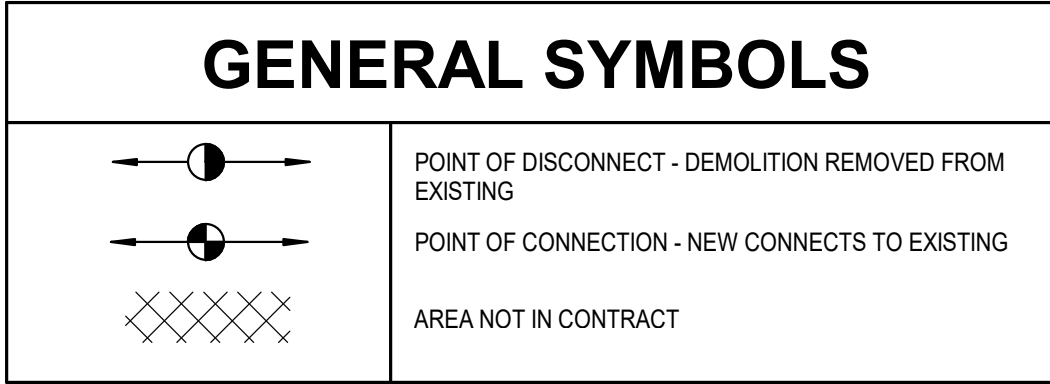 GENERAL SYMBOLS
POINT OF DISCONNECT - DEMOLITION REMOVED FROM
EXISTING
POINT OF CONNECTION - NEW CONNECTS TO EXISTING
AREA NOT IN CONTRACT